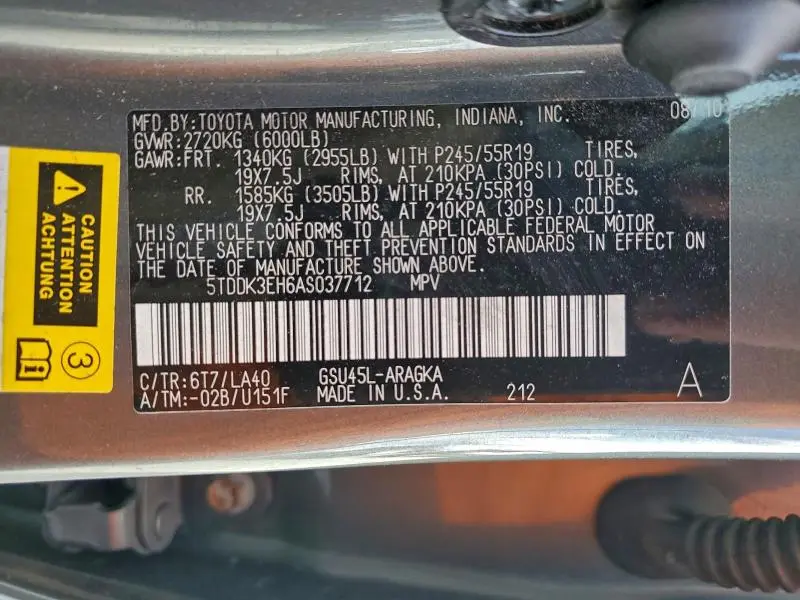 MFD.BY:TOYOTA MOTOR MANUFACTURING, INDIANA, INC. 08/10
GVWR:2720KG (6000LB)
GAWR:FRT. 1340KG (2955LB) WITH P245/55R19 TIRES,
19X7.5J RIMS, AT 210KPA (30PSI) COLD.
RR. 1585KG (3505LB) WITH P245/55R19 TIRES,
19X7.5J RIMS, AT 210KPA (30PSI) COLD.
THIS VEHICLE CONFORMS TO ALL APPLICABLE FEDERAL MOTOR
VEHICLE SAFETY AND THEFT PREVENTION STANDARDS IN EFFECT ON
THE DATE OF MANUFACTURE SHOWN ABOVE.
5TDDK3EH6AS037712 MPV
C/TR:6T7/LA40 GSU45L-ARAGKA
A/TM:-02B/U151F MADE IN U.S.A. 212 A
CAUTION
ATTENTION
ACHTUNG
3